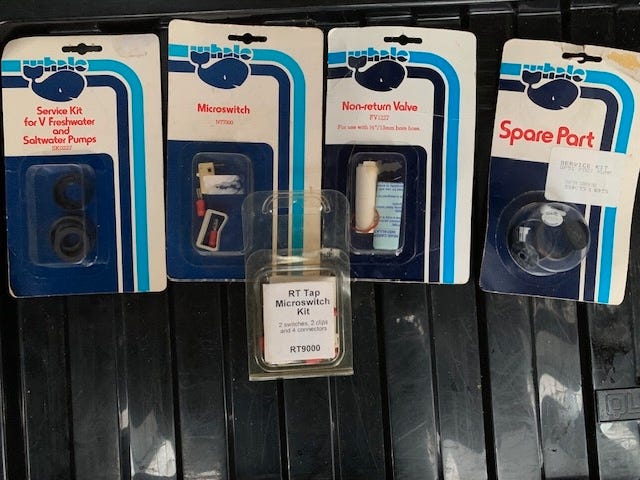 whale
Service Kit
for V Freshwater
and
Saltwater Pumps
whale
Microswitch
whale
Non-return Valve
FV1227
For use with ½"/13mm bore hose.
whale
Spare Part
SERVICE KIT
RT Tap
Microswitch
Kit
2 switches, 2 clips
and 4 connectors
RT9000